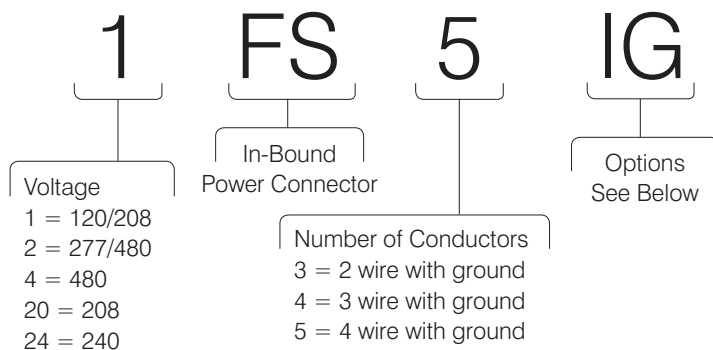 1 FS 5 IG
In-Bound
Power Connector
Options
See Below
Voltage
1 = 120/208
2 = 277/480
4 = 480
20 = 208
24 = 240
Number of Conductors
3 = 2 wire with ground
4 = 3 wire with ground
5 = 4 wire with ground